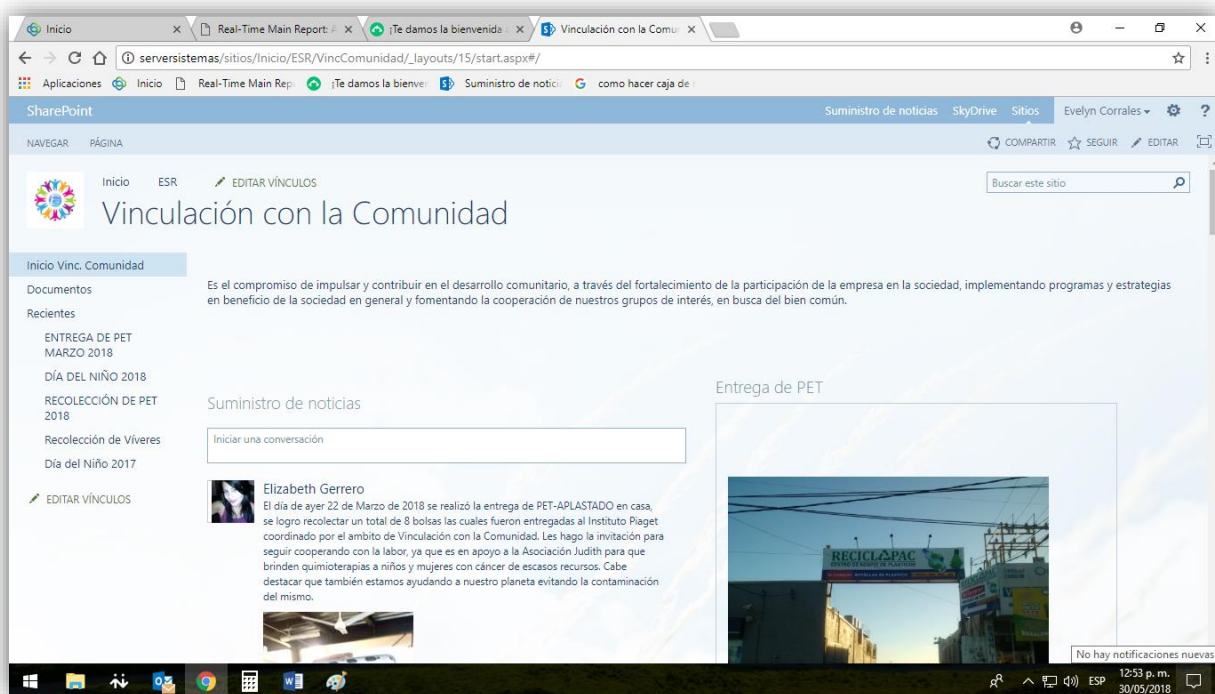 Inicio
Real-Time Main Report:
¡Te damos la bienvenida
Vinculación con la Comun
serversistemas/sitios/Inicio/ESR/VincComunidad/_layouts/15/start.aspx#/
Aplicaciones Inicio Real-Time Main Rep ¡Te damos la bienver Suministro de notici como hacer caja de
SharePoint
Suministro de noticias SkyDrive Sitios Evelyn Corrales ?
NAVEGAR PÁGINA
COMPARTIR SEGUIR EDITAR
Inicio ESR EDITAR VÍNCULOS
Buscar este sitio
Vinculación con la Comunidad
Inicio Vinc. Comunidad
Documentos
Recientes
ENTREGA DE PET
MARZO 2018
DÍA DEL NIÑO 2018
RECOLECCIÓN DE PET
2018
Recolección de Víveres
Día del Niño 2017
EDITAR VÍNCULOS
Es el compromiso de impulsar y contribuir en el desarrollo comunitario, a través del fortalecimiento de la participación de la empresa en la sociedad, implementando programas y estrategias
en beneficio de la sociedad en general y fomentando la cooperación de nuestros grupos de interés, en busca del bien común.
Suministro de noticias
Iniciar una conversación
Elizabeth Gerrero
El día de ayer 22 de Marzo de 2018 se realizó la entrega de PET-APLASTADO en casa,
se logro recolectar un total de 8 bolsas las cuales fueron entregadas al Instituto Piaget
coordinado por el ambito de Vinculación con la Comunidad. Les hago la invitación para
seguir cooperando con la labor, ya que es en apoyo a la Asociación Judith para que
brinden quimioterapias a niños y mujeres con cáncer de escasos recursos. Cabe
destacar que también estamos ayudando a nuestro planeta evitando la contaminación
del mismo.
Entrega de PET
RECICLAPAC
CENTRO DE ACOPIO DE PLASTICOS
No hay notificaciones nuevas
ESP
12:53 p. m.
30/05/2018